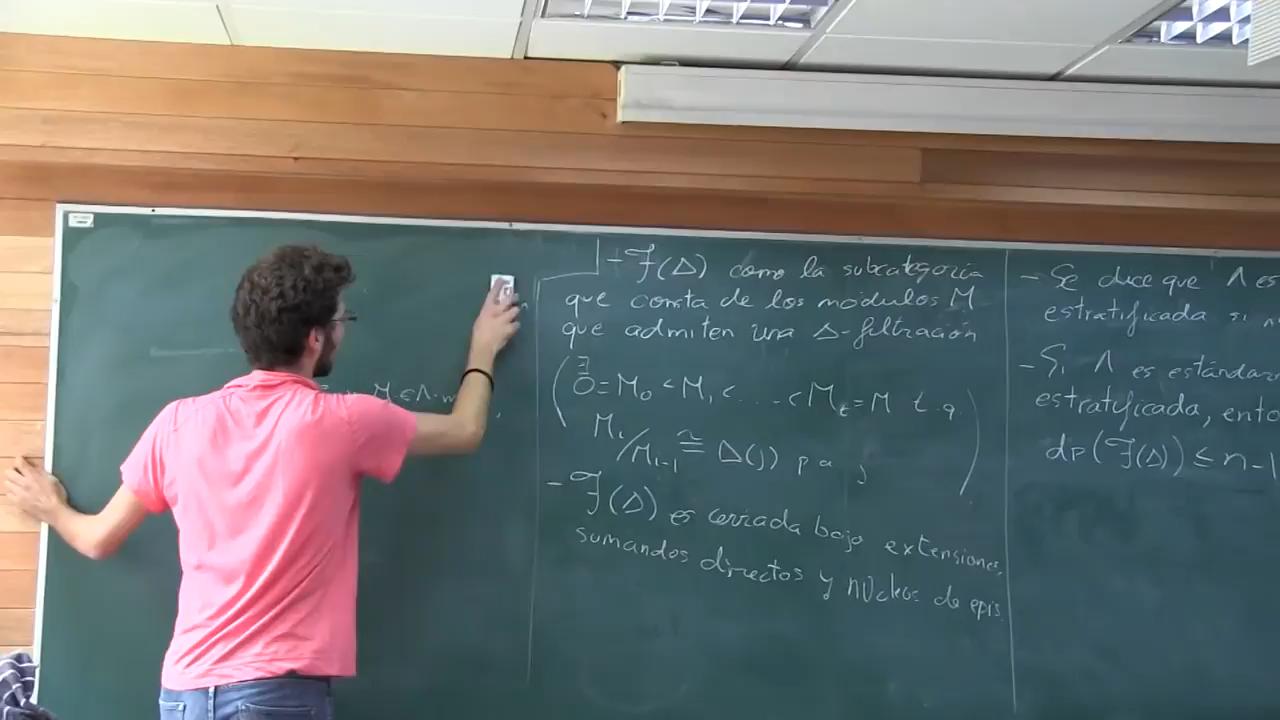 M ∈ Λ-m
- 𝓕(Δ) como la subcategoría
que consta de los módulos M
que admiten una Δ-filtración
(∃ 0 = M₀ < M₁ < ..... < M_t = M t.q.
M_i/M_{i-1} ≅ Δ(j) pa j)
- 𝓕(Δ) es cerrada bajo extensiones,
sumandos directos y núcleos de epis.
- Se dice que Λ es
estratificada si
- Si Λ es estándar
estratificada, ento
dp(𝓕(Δ)) ≤ n-1